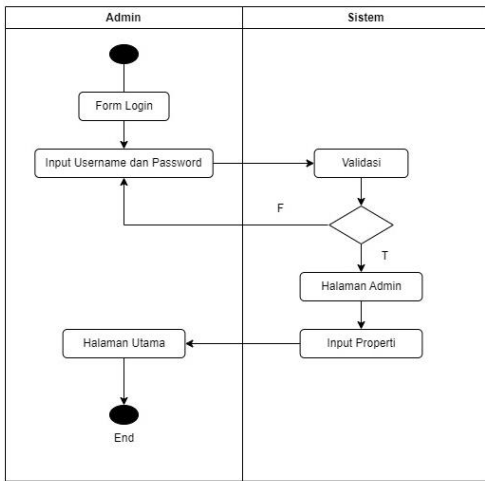 Admin
Sistem
Form Login
Input Username dan Password
Validasi
F
T
Halaman Admin
Halaman Utama
Input Properti
End